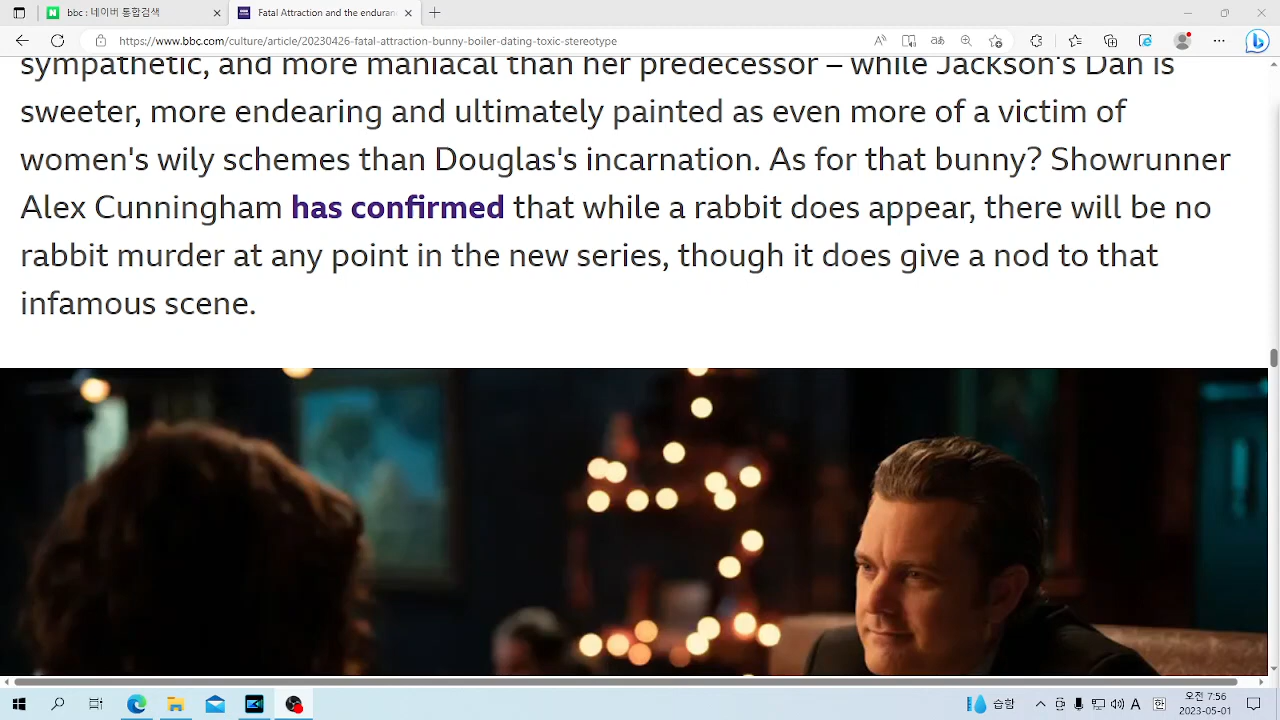 bbc : 네이버 통합검색
Fatal Attraction and the enduran
https://www.bbc.com/culture/article/20230426-fatal-attraction-bunny-boiler-dating-toxic-stereotype
sympathetic, and more maniacal than her predecessor – while Jackson's Dan is
sweeter, more endearing and ultimately painted as even more of a victim of
women's wily schemes than Douglas's incarnation. As for that bunny? Showrunner
Alex Cunningham has confirmed that while a rabbit does appear, there will be no
rabbit murder at any point in the new series, though it does give a nod to that
infamous scene.
습함
A
오전 7:56
2023-05-01